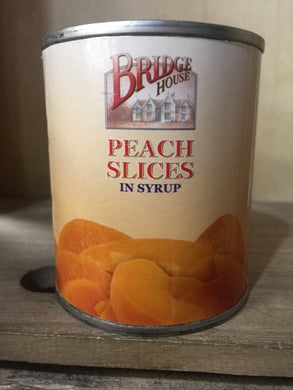 BRIDGE
HOUSE
PEACH
SLICES
IN SYRUP